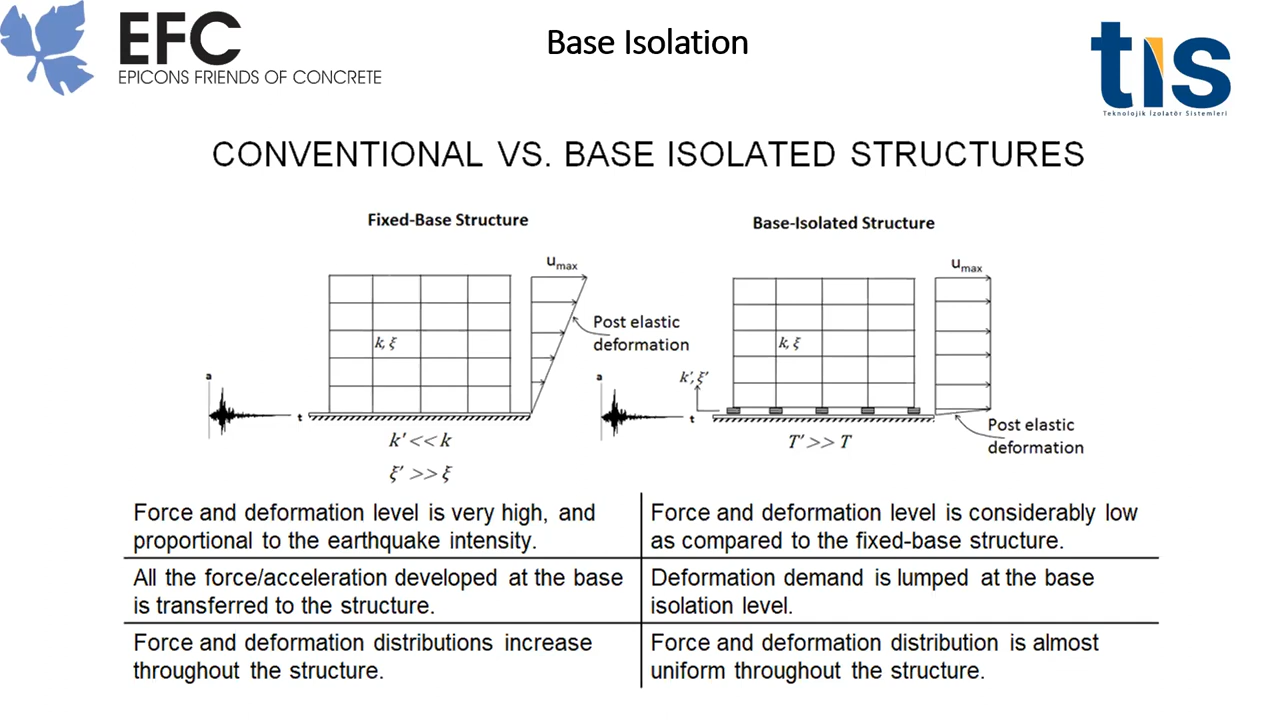 EFC
EPICONS FRIENDS OF CONCRETE
Base Isolation
tıs
Teknolojik İzolatör Sistemleri
CONVENTIONAL VS. BASE ISOLATED STRUCTURES
Fixed-Base Structure
u max
k, ξ
Post elastic
deformation
a
t
k' << k
ξ' >> ξ
Base-Isolated Structure
u max
k, ξ
k', ξ'
a
t
T' >> T
Post elastic
deformation
Force and deformation level is very high, and
proportional to the earthquake intensity.
Force and deformation level is considerably low
as compared to the fixed-base structure.
All the force/acceleration developed at the base
is transferred to the structure.
Deformation demand is lumped at the base
isolation level.
Force and deformation distributions increase
throughout the structure.
Force and deformation distribution is almost
uniform throughout the structure.